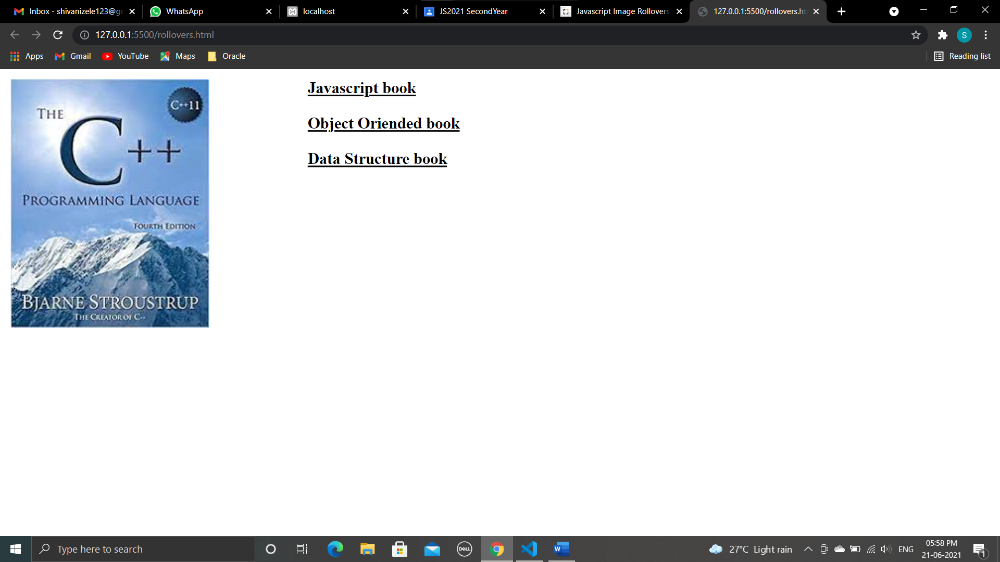 Inbox - shivanizele123@gr
WhatsApp
localhost
JS2021 SecondYear
Javascript Image Rollovers
127.0.0.1:5500/rollovers.ht
127.0.0.1:5500/rollovers.html
S
Apps
Gmail
YouTube
Maps
Oracle
Reading list
C++11
THE
C++
PROGRAMMING LANGUAGE
FOURTH EDITION
BJARNE STROUSTRUP
THE CREATOR OF C++
Javascript book
Object Oriended book
Data Structure book
Type here to search
DELL
W
27°C Light rain
ENG
05:58 PM
21-06-2021
1